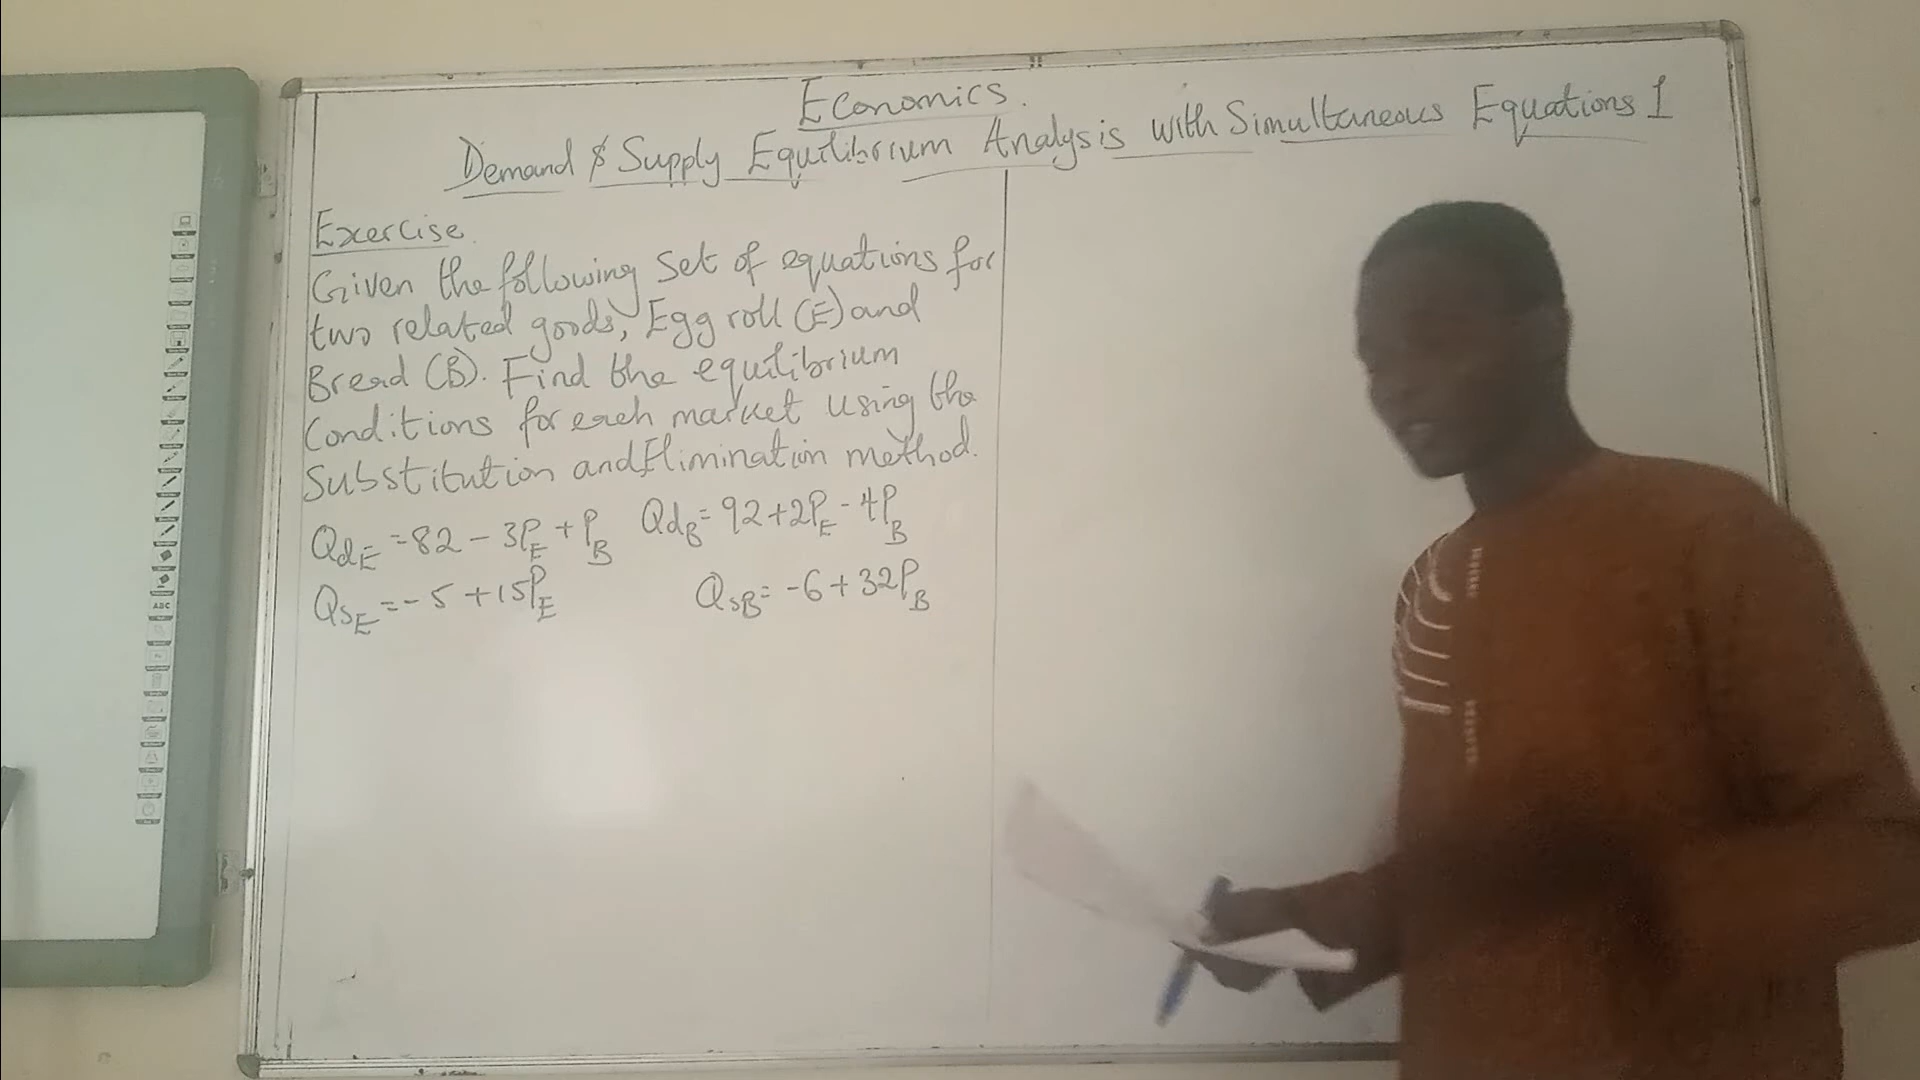 Economics.
Demand & Supply Equilibrium Analysis with Simultaneous Equations 1
Exercise
Given the following set of equations for
two related goods, Egg roll (E) and
Bread (B). Find the equilibrium
Conditions for each market using the
Substitution and Elimination method.
QdE = 82 - 3PE + PB QdB = 92 + 2PE - 4PB
QsE = -5 + 15PE QsB = -6 + 32PB
ABC